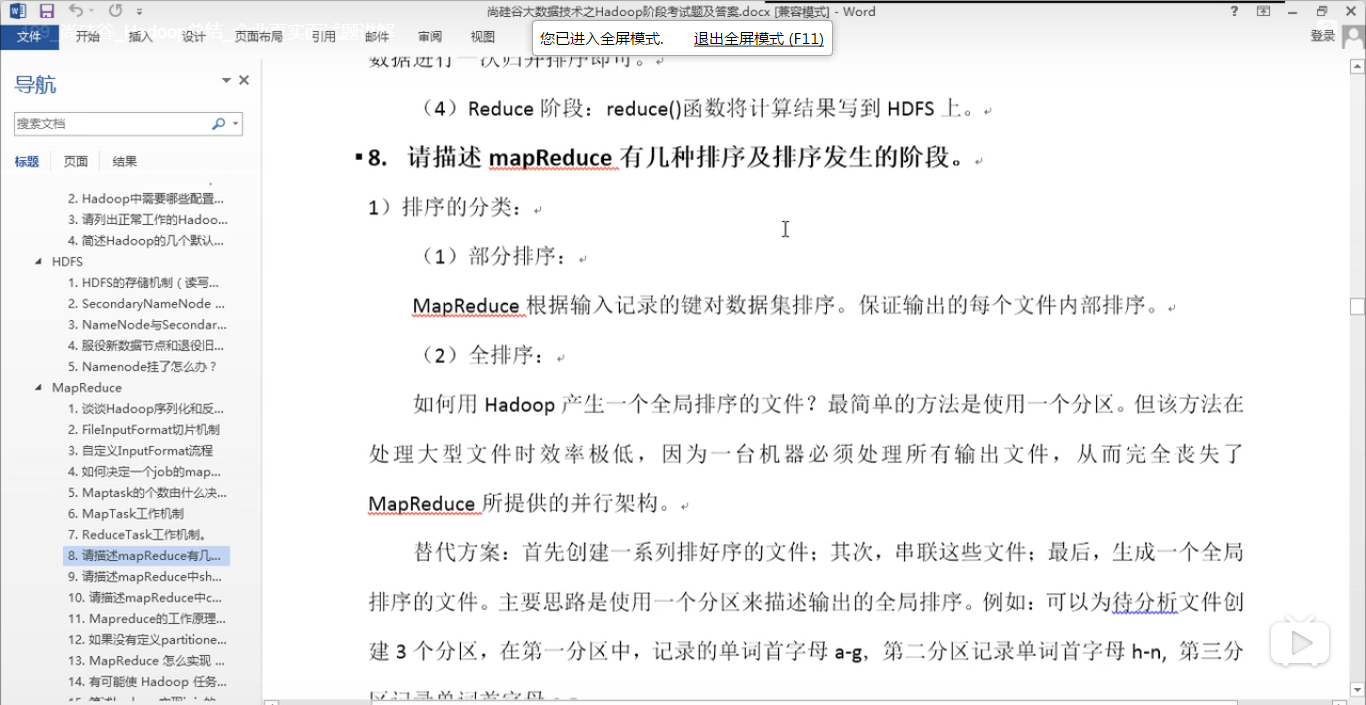 尚硅谷大数据技术之Hadoop阶段考试题及答案.docx [兼容模式] - Word
文件 开始 插入 设计 页面布局 引用 邮件 审阅 视图
登录
您已进入全屏模式. 退出全屏模式 (F11)
导航
搜索文档
标题 页面 结果
2. Hadoop中需要哪些配置...
3. 请列出正常工作的Hadoo...
4. 简述Hadoop的几个默认...
HDFS
1. HDFS的存储机制（读写...
2. SecondaryNameNode ...
3. NameNode与Secondar...
4. 服役新数据节点和退役旧...
5. Namenode挂了怎么办？
MapReduce
1. 谈谈Hadoop序列化和反...
2. FileInputFormat切片机制
3. 自定义InputFormat流程
4. 如何决定一个job的map...
5. Maptask的个数由什么决...
6. MapTask工作机制
7. ReduceTask工作机制。
8. 请描述mapReduce有几...
9. 请描述mapReduce中sh...
10. 请描述mapReduce中c...
11. Mapreduce的工作原理...
12. 如果没有定义partitione...
13. MapReduce 怎么实现 ...
14. 有可能使 Hadoop 任务...
数据进行一次归并排序即可。
（4）Reduce 阶段：reduce()函数将计算结果写到 HDFS 上。
8. 请描述 mapReduce 有几种排序及排序发生的阶段。
1）排序的分类：
（1）部分排序：
MapReduce 根据输入记录的键对数据集排序。保证输出的每个文件内部排序。
（2）全排序：
如何用 Hadoop 产生一个全局排序的文件？最简单的方法是使用一个分区。但该方法在
处理大型文件时效率极低，因为一台机器必须处理所有输出文件，从而完全丧失了
MapReduce 所提供的并行架构。
替代方案：首先创建一系列排好序的文件；其次，串联这些文件；最后，生成一个全局
排序的文件。主要思路是使用一个分区来描述输出的全局排序。例如：可以为待分析文件创
建 3 个分区，在第一分区中，记录的单词首字母 a-g，第二分区记录单词首字母 h-n, 第三分
区记录单词首字母